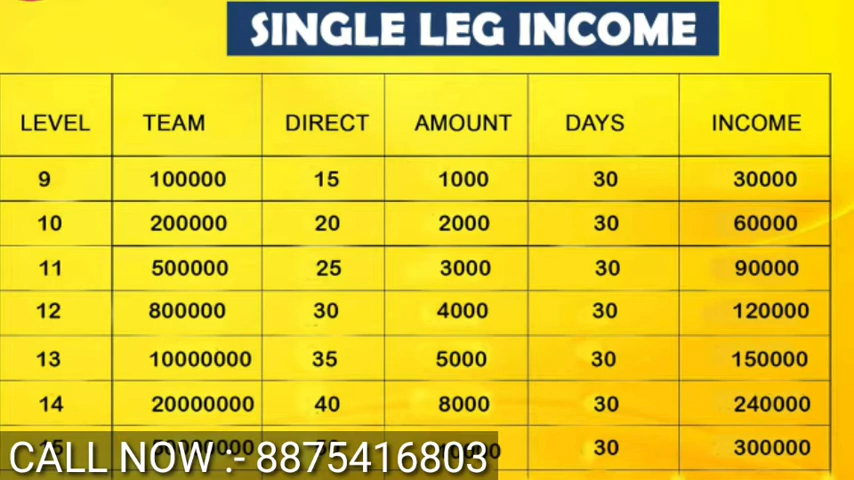 SINGLE LEG INCOME
LEVEL TEAM DIRECT AMOUNT DAYS INCOME
9 100000 15 1000 30 30000
10 200000 20 2000 30 60000
11 500000 25 3000 30 90000
12 800000 30 4000 30 120000
13 10000000 35 5000 30 150000
14 20000000 40 8000 30 240000
30 300000
CALL NOW :- 8875416803